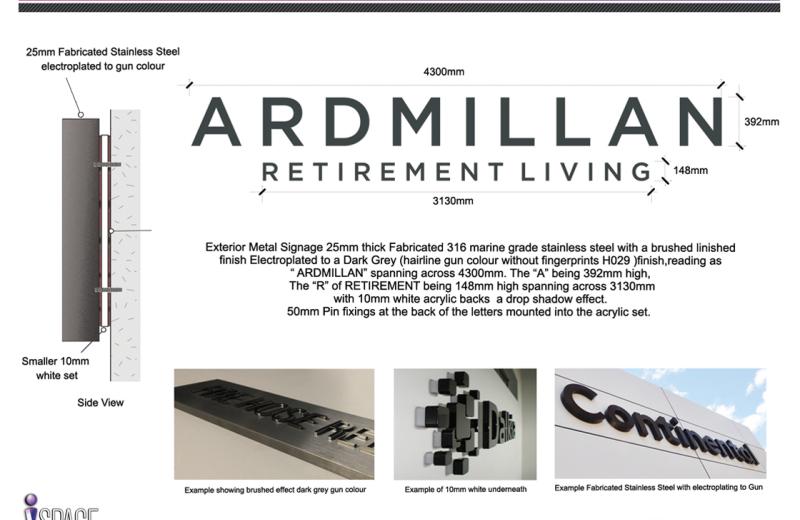 25mm Fabricated Stainless Steel
electroplated to gun colour
4300mm
ARDMILLAN
392mm
RETIREMENT LIVING
148mm
3130mm
Exterior Metal Signage 25mm thick Fabricated 316 marine grade stainless steel with a brushed linished
finish Electroplated to a Dark Grey (hairline gun colour without fingerprints H029 )finish,reading as
“ ARDMILLAN” spanning across 4300mm. The “A” being 392mm high,
The “R” of RETIREMENT being 148mm high spanning across 3130mm
with 10mm white acrylic backs  a drop shadow effect.
50mm Pin fixings at the back of the letters mounted into the acrylic set.
Smaller 10mm
white set
Side View
Continental
Example showing brushed effect dark grey gun colour
Example of 10mm white underneath
Example Fabricated Stainless Steel with electroplating to Gun
iSPACE